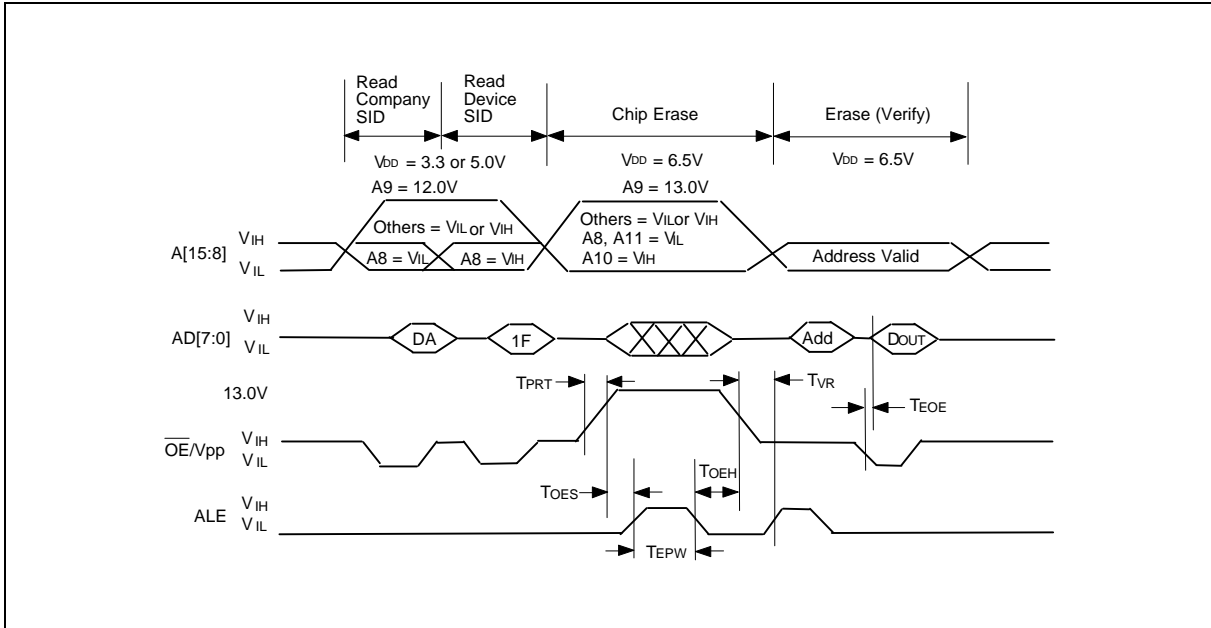 Read
Company
SID
Read
Device
SID
Chip Erase
Erase (Verify)
VDD = 3.3 or 5.0V
VDD = 6.5V
VDD = 6.5V
A9 = 12.0V
A9 = 13.0V
Others = VIL or VIH
Others = VIL or VIH
A8, A11 = VIL
A10 = VIH
A[15:8]
VIH
VIL
A8 = VIL
A8 = VIH
Address Valid
AD[7:0]
VIH
VIL
DA
1F
Add
DOUT
TPRT
TVR
13.0V
TEOE
OE/Vpp
VIH
VIL
TOES
TOEH
ALE
VIH
VIL
TEPW